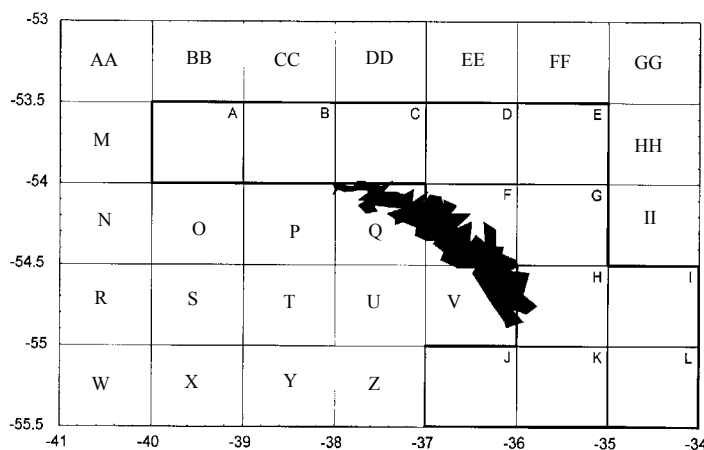 -53
AA BB CC DD EE FF GG
-53.5
M A B C D E HH
-54
N O P Q F G II
-54.5
R S T U V H I
-55
W X Y Z J K L
-55.5
-41 -40 -39 -38 -37 -36 -35 -34